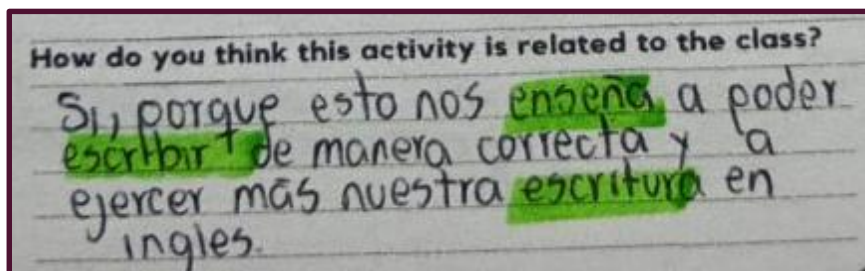 How do you think this activity is related to the class?
Si, porque esto nos enseña a poder
escribir de manera correcta y a
ejercer más nuestra escritura en
ingles.